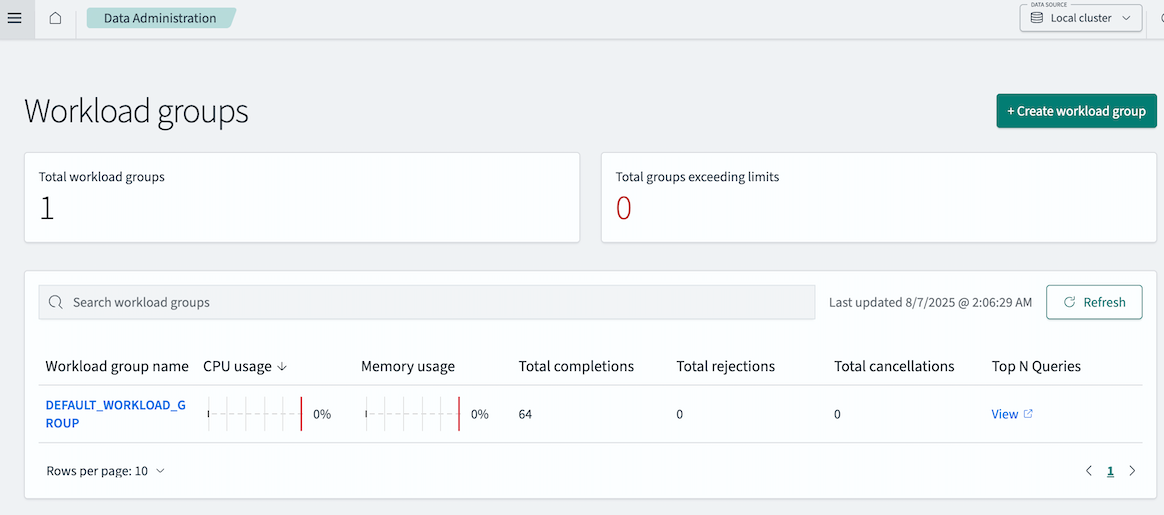 Data Administration
DATA SOURCE
Local cluster
Workload groups
+ Create workload group
Total workload groups
1
Total groups exceeding limits
0
Search workload groups
Last updated 8/7/2025 @ 2:06:29 AM
Refresh
Workload group name CPU usage Memory usage Total completions Total rejections Total cancellations Top N Queries
DEFAULT_WORKLOAD_G
ROUP
0% 0% 64 0 0 View
Rows per page: 10
1